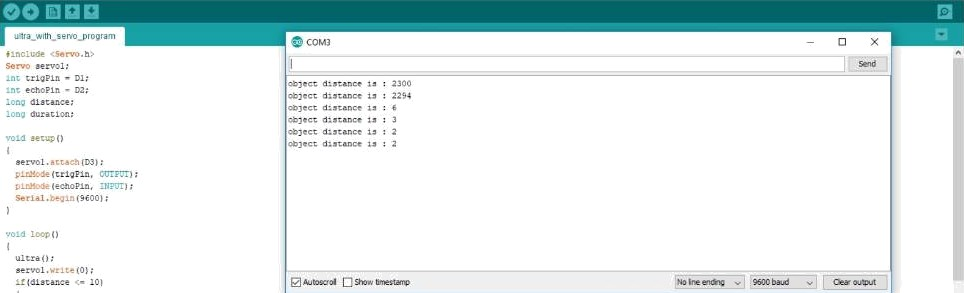 ultra_with_servo_program
#include <Servo.h>
Servo servo1;
int trigPin = D1;
int echoPin = D2;
long distance;
long duration;
void setup()
{
servo1.attach(D3);
pinMode(trigPin, OUTPUT);
pinMode(echoPin, INPUT);
Serial.begin(9600);
}
void loop()
{
ultra();
servo1.write(0);
if(distance <= 10)
COM3
Send
object distance is : 2300
object distance is : 2294
object distance is : 6
object distance is : 3
object distance is : 2
object distance is : 2
Autoscroll Show timestamp No line ending 9600 baud Clear output